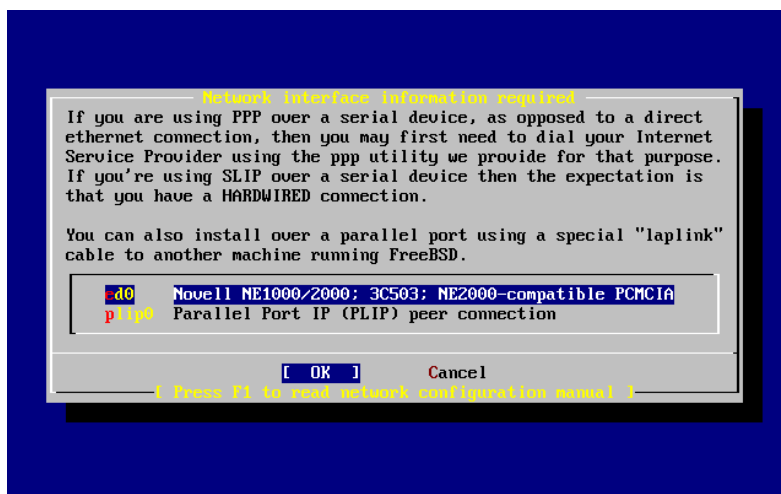 Network interface information required
If you are using PPP over a serial device, as opposed to a direct
ethernet connection, then you may first need to dial your Internet
Service Provider using the ppp utility we provide for that purpose.
If you're using SLIP over a serial device then the expectation is
that you have a HARDWIRED connection.
You can also install over a parallel port using a special "laplink"
cable to another machine running FreeBSD.
ed0 Novell NE1000/2000; 3C503; NE2000-compatible PCMCIA
plip0 Parallel Port IP (PLIP) peer connection
[ OK ] Cancel
[ Press F1 to read network configuration manual ]